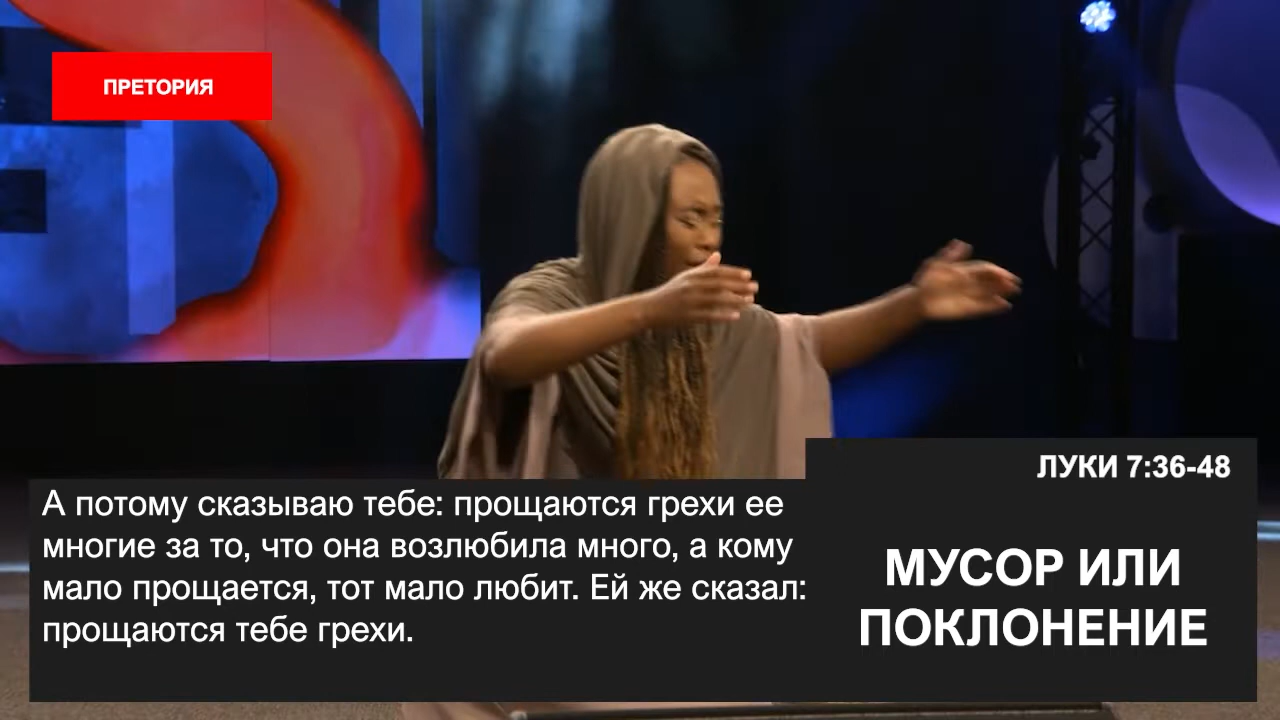 ПРЕТОРИЯ
ЛУКИ 7:36-48
А потому сказываю тебе: прощаются грехи ее
многие за то, что она возлюбила много, а кому
мало прощается, тот мало любит. Ей же сказал:
прощаются тебе грехи.
МУСОР ИЛИ
ПОКЛОНЕНИЕ